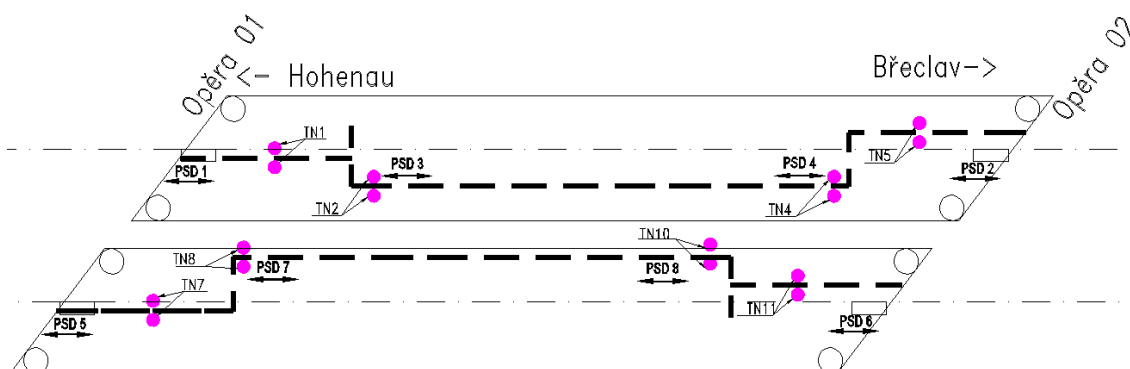 Opěra 01
<- Hohenau
Břeclav->
Opěra 02
TN1
TN5
PSD 1
PSD 3
PSD 4
PSD 2
TN2
TN4
TN8
TN10
PSD 7
PSD 8
TN7
TN11
PSD 5
PSD 6